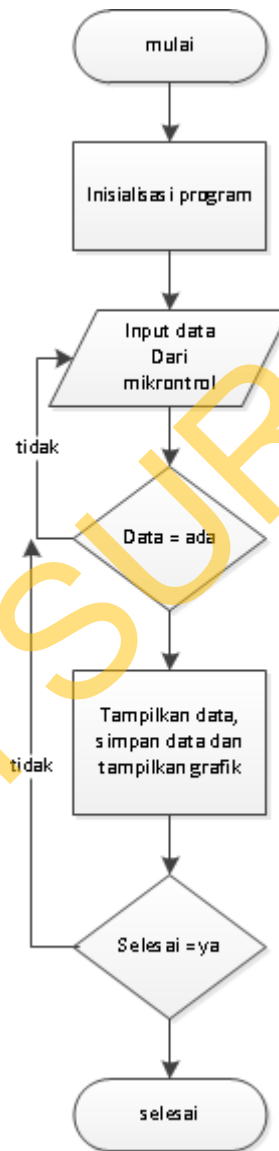 mulai
Inisialisasi program
Input data
Dari
mikrontrol
tidak
Data = ada
Tampilkan data,
simpan data dan
tampilkan grafik
tidak
Selesai = ya
selesai
SUR